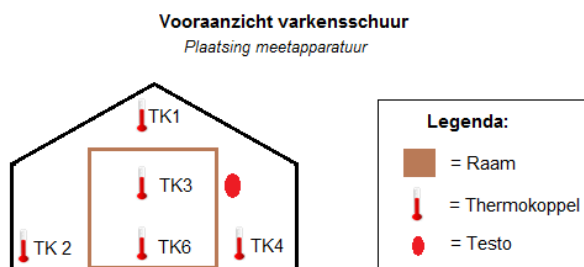 Vooraanzicht varkensschuur
Plaatsing meetapparatuur
TK1
TK3
TK 2
TK6
TK4
Legenda:
= Raam
= Thermokoppel
= Testo